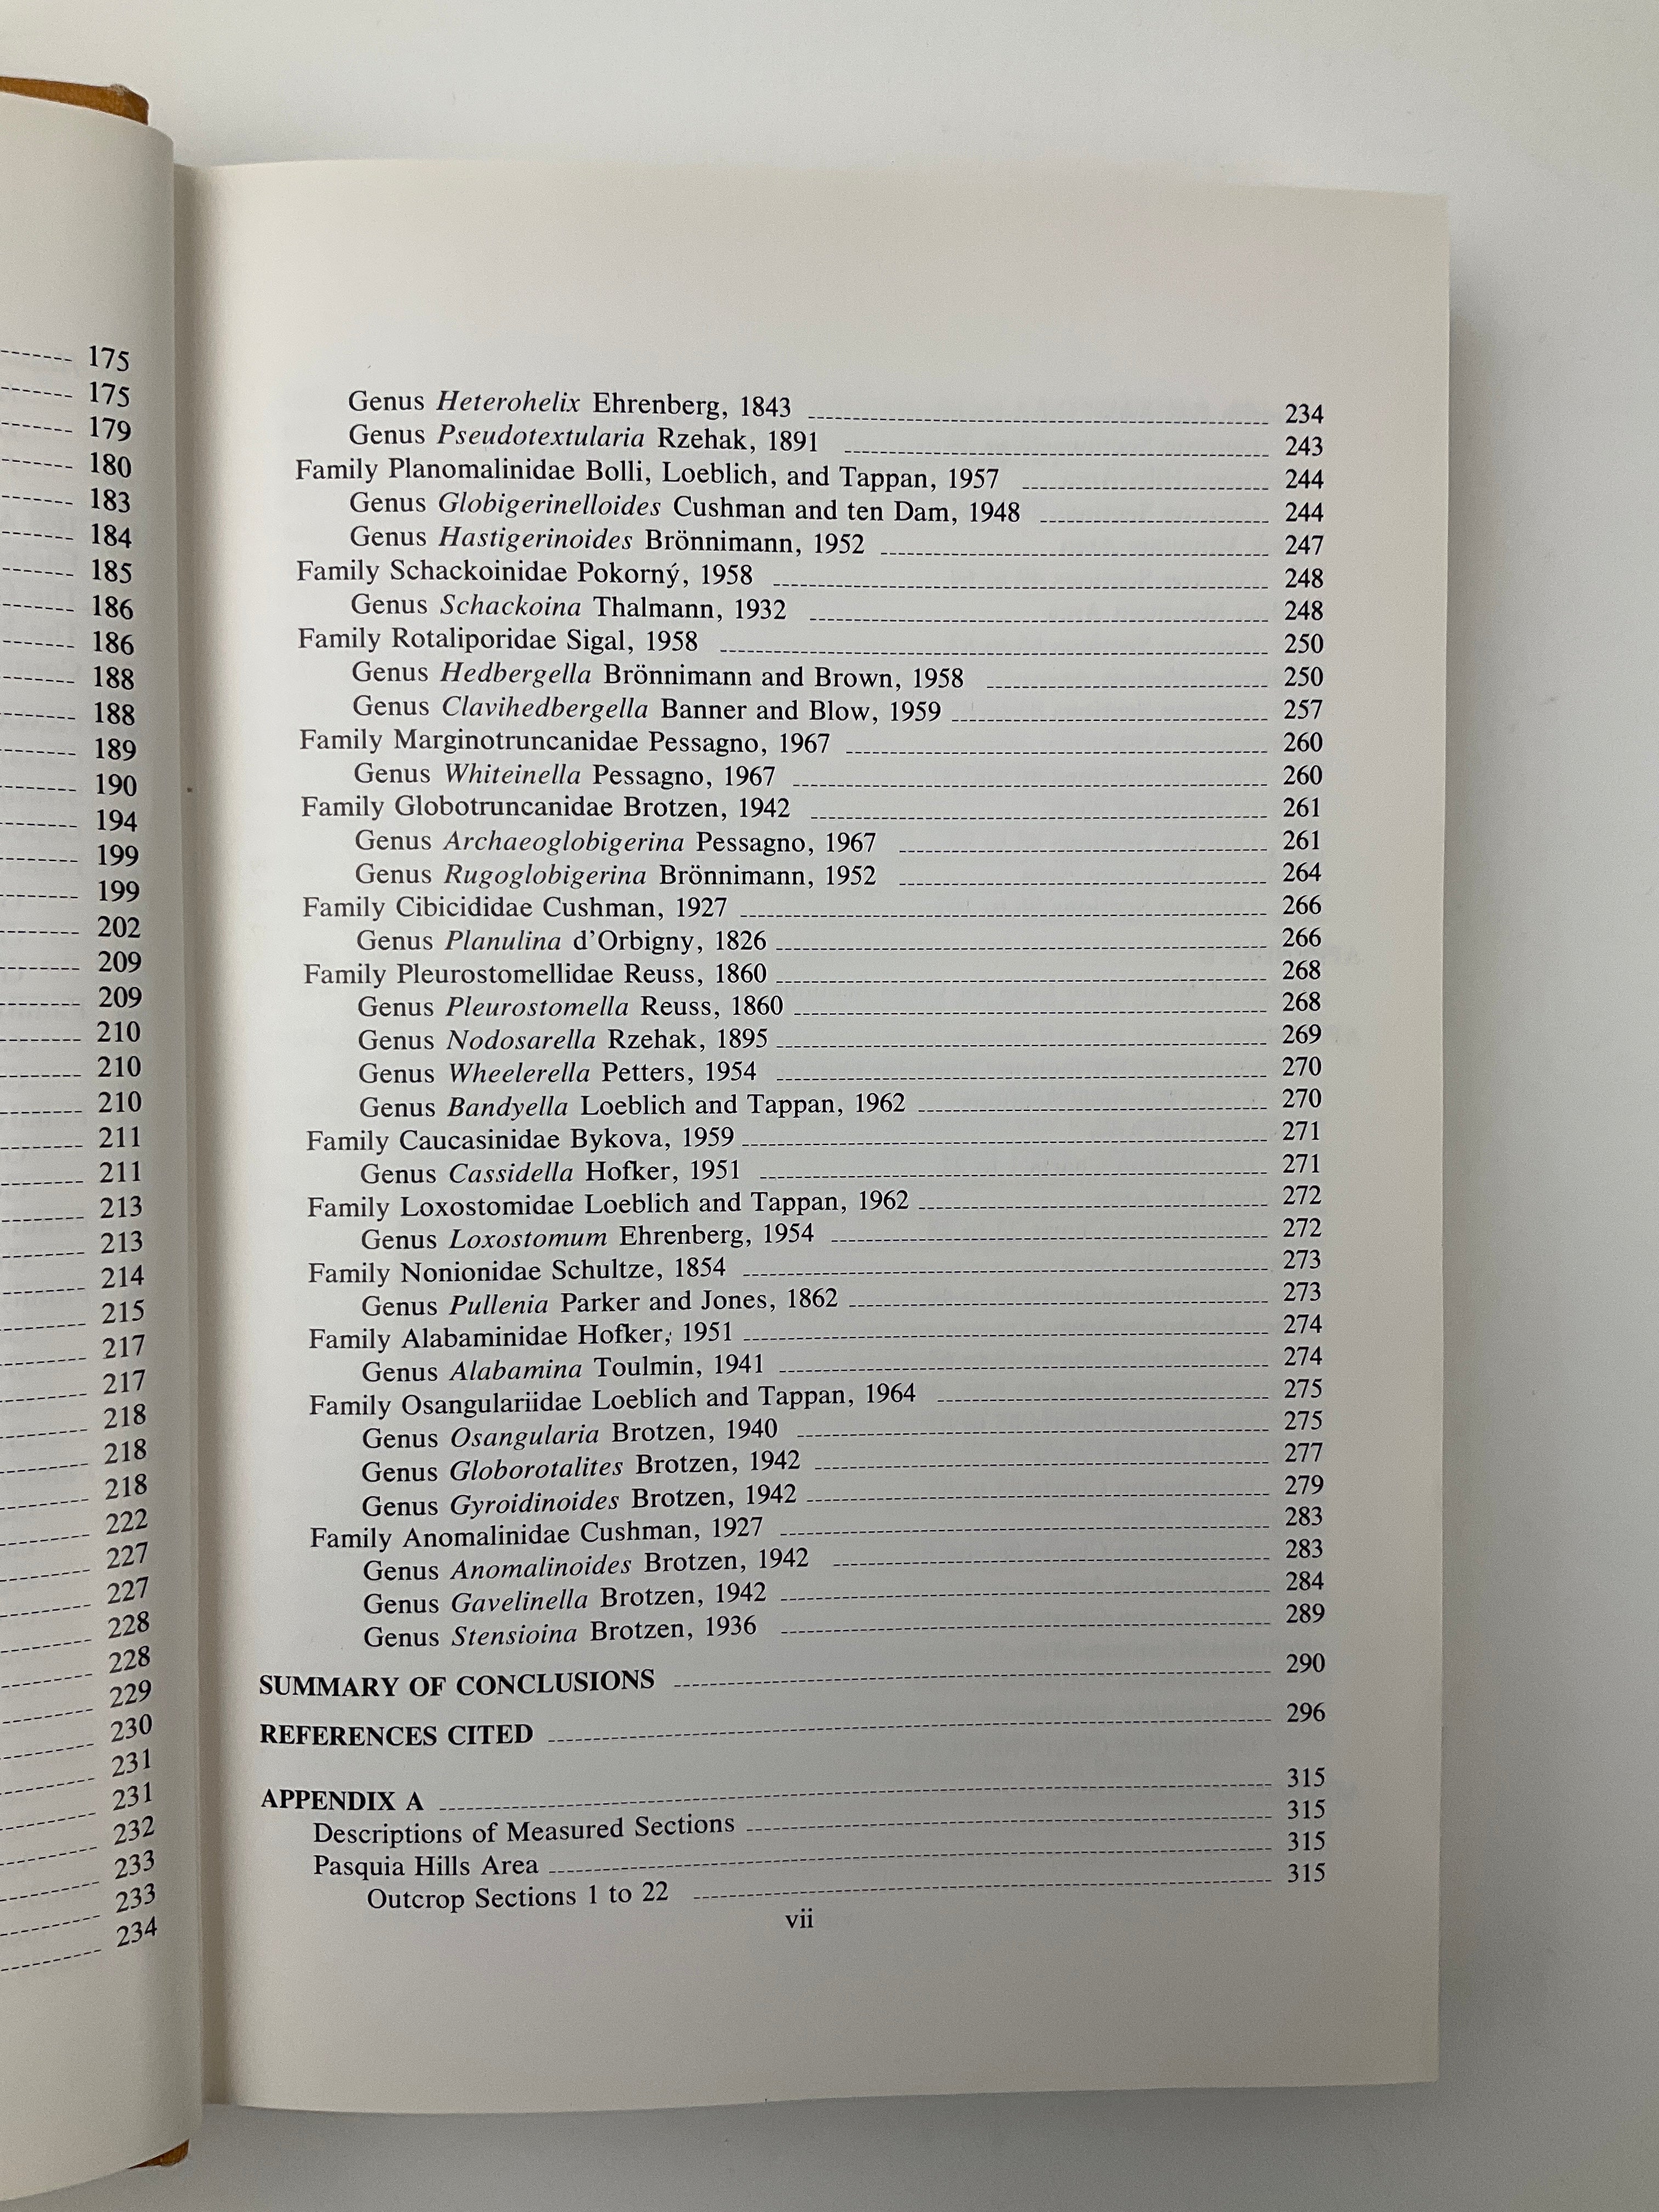 175
175
179
180
183
184
185
186
186
188
188
189
190
194
199
199
202
209
209
210
210
210
211
211
213
213
214
215
217
217
218
218
218
222
227
227
228
228
229
230
231
231
232
233
233
234
Genus Heterohelix Ehrenberg, 1843 234
Genus Pseudotextularia Rzehak, 1891 243
Family Planomalinidae Bolli, Loeblich, and Tappan, 1957 244
Genus Globigerinelloides Cushman and ten Dam, 1948 244
Genus Hastigerinoides Brönnimann, 1952 247
Family Schackoinidae Pokorný, 1958 248
Genus Schackoina Thalmann, 1932 248
Family Rotaliporidae Sigal, 1958 250
Genus Hedbergella Brönnimann and Brown, 1958 250
Genus Clavihedbergella Banner and Blow, 1959 257
Family Marginotruncanidae Pessagno, 1967 260
Genus Whiteinella Pessagno, 1967 260
Family Globotruncanidae Brotzen, 1942 261
Genus Archaeoglobigerina Pessagno, 1967 261
Genus Rugoglobigerina Brönnimann, 1952 264
Family Cibicididae Cushman, 1927 266
Genus Planulina d'Orbigny, 1826 266
Family Pleurostomellidae Reuss, 1860 268
Genus Pleurostomella Reuss, 1860 268
Genus Nodosarella Rzehak, 1895 269
Genus Wheelerella Petters, 1954 270
Genus Bandyella Loeblich and Tappan, 1962 270
Family Caucasinidae Bykova, 1959 271
Genus Cassidella Hofker, 1951 271
Family Loxostomidae Loeblich and Tappan, 1962 272
Genus Loxostomum Ehrenberg, 1954 272
Family Nonionidae Schultze, 1854 273
Genus Pullenia Parker and Jones, 1862 273
Family Alabaminidae Hofker, 1951 274
Genus Alabamina Toulmin, 1941 274
Family Osangulariidae Loeblich and Tappan, 1964 275
Genus Osangularia Brotzen, 1940 275
Genus Globorotalites Brotzen, 1942 277
Genus Gyroidinoides Brotzen, 1942 279
Family Anomalinidae Cushman, 1927 283
Genus Anomalinoides Brotzen, 1942 283
Genus Gavelinella Brotzen, 1942 284
Genus Stensioina Brotzen, 1936 289
SUMMARY OF CONCLUSIONS 290
REFERENCES CITED 296
APPENDIX A 315
Descriptions of Measured Sections 315
Pasquia Hills Area 315
Outcrop Sections 1 to 22 315
vii